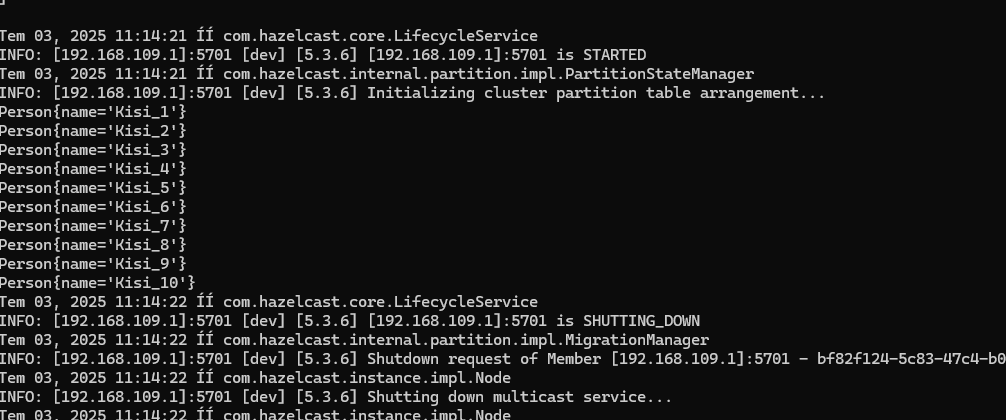 Tem 03, 2025 11:14:21 ÍÍ com.hazelcast.core.LifecycleService
INFO: [192.168.109.1]:5701 [dev] [5.3.6] [192.168.109.1]:5701 is STARTED
Tem 03, 2025 11:14:21 ÍÍ com.hazelcast.internal.partition.impl.PartitionStateManager
INFO: [192.168.109.1]:5701 [dev] [5.3.6] Initializing cluster partition table arrangement...
Person{name='Kisi_1'}
Person{name='Kisi_2'}
Person{name='Kisi_3'}
Person{name='Kisi_4'}
Person{name='Kisi_5'}
Person{name='Kisi_6'}
Person{name='Kisi_7'}
Person{name='Kisi_8'}
Person{name='Kisi_9'}
Person{name='Kisi_10'}
Tem 03, 2025 11:14:22 ÍÍ com.hazelcast.core.LifecycleService
INFO: [192.168.109.1]:5701 [dev] [5.3.6] [192.168.109.1]:5701 is SHUTTING_DOWN
Tem 03, 2025 11:14:22 ÍÍ com.hazelcast.internal.partition.impl.MigrationManager
INFO: [192.168.109.1]:5701 [dev] [5.3.6] Shutdown request of Member [192.168.109.1]:5701 - bf82f124-5c83-47c4-b0
Tem 03, 2025 11:14:22 ÍÍ com.hazelcast.instance.impl.Node
INFO: [192.168.109.1]:5701 [dev] [5.3.6] Shutting down multicast service...
Tem 03, 2025 11:14:22 ÍÍ com.hazelcast.instance.impl.Node